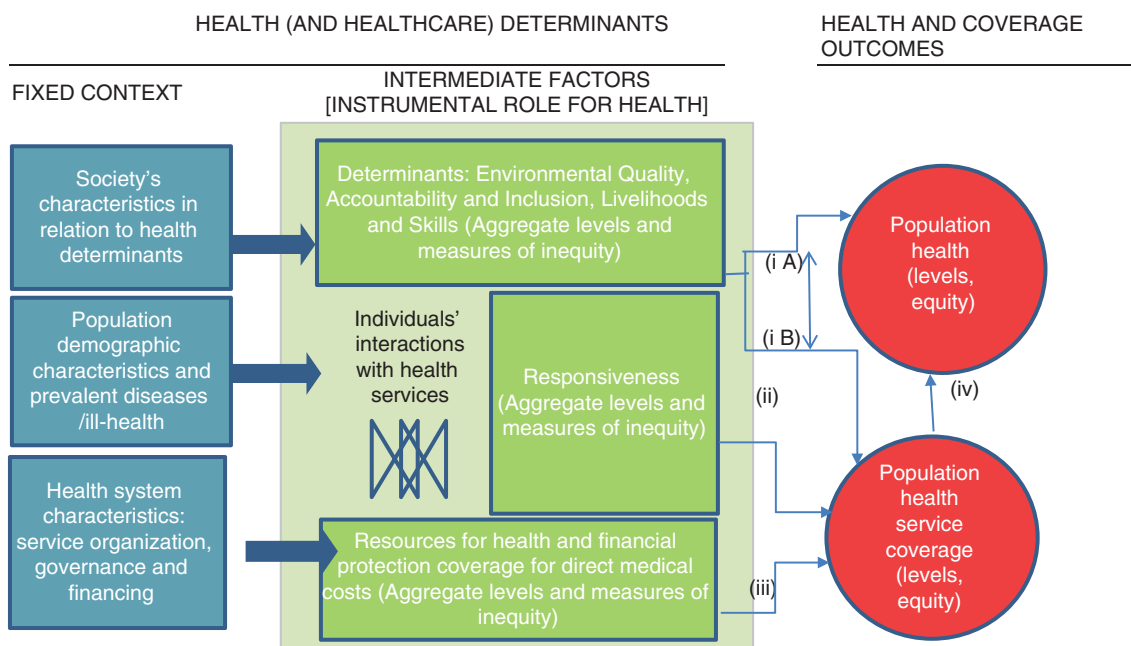 HEALTH (AND HEALTHCARE) DETERMINANTS
HEALTH AND COVERAGE
OUTCOMES
FIXED CONTEXT
INTERMEDIATE FACTORS
[INSTRUMENTAL ROLE FOR HEALTH]
Society's
characteristics in
relation to health
determinants
Population
demographic
characteristics and
prevalent diseases
/ill-health
Health system
characteristics:
service organization,
governance and
financing
Determinants: Environmental Quality,
Accountability and Inclusion, Livelihoods
and Skills (Aggregate levels and
measures of inequity)
Individuals'
interactions
with health
services
Responsiveness
(Aggregate levels and
measures of inequity)
Resources for health and financial
protection coverage for direct medical
costs (Aggregate levels and measures of
inequity)
(i A)
(i B)
(ii)
(iii)
(iv)
Population
health
(levels,
equity)
Population
health
service
coverage
(levels,
equity)